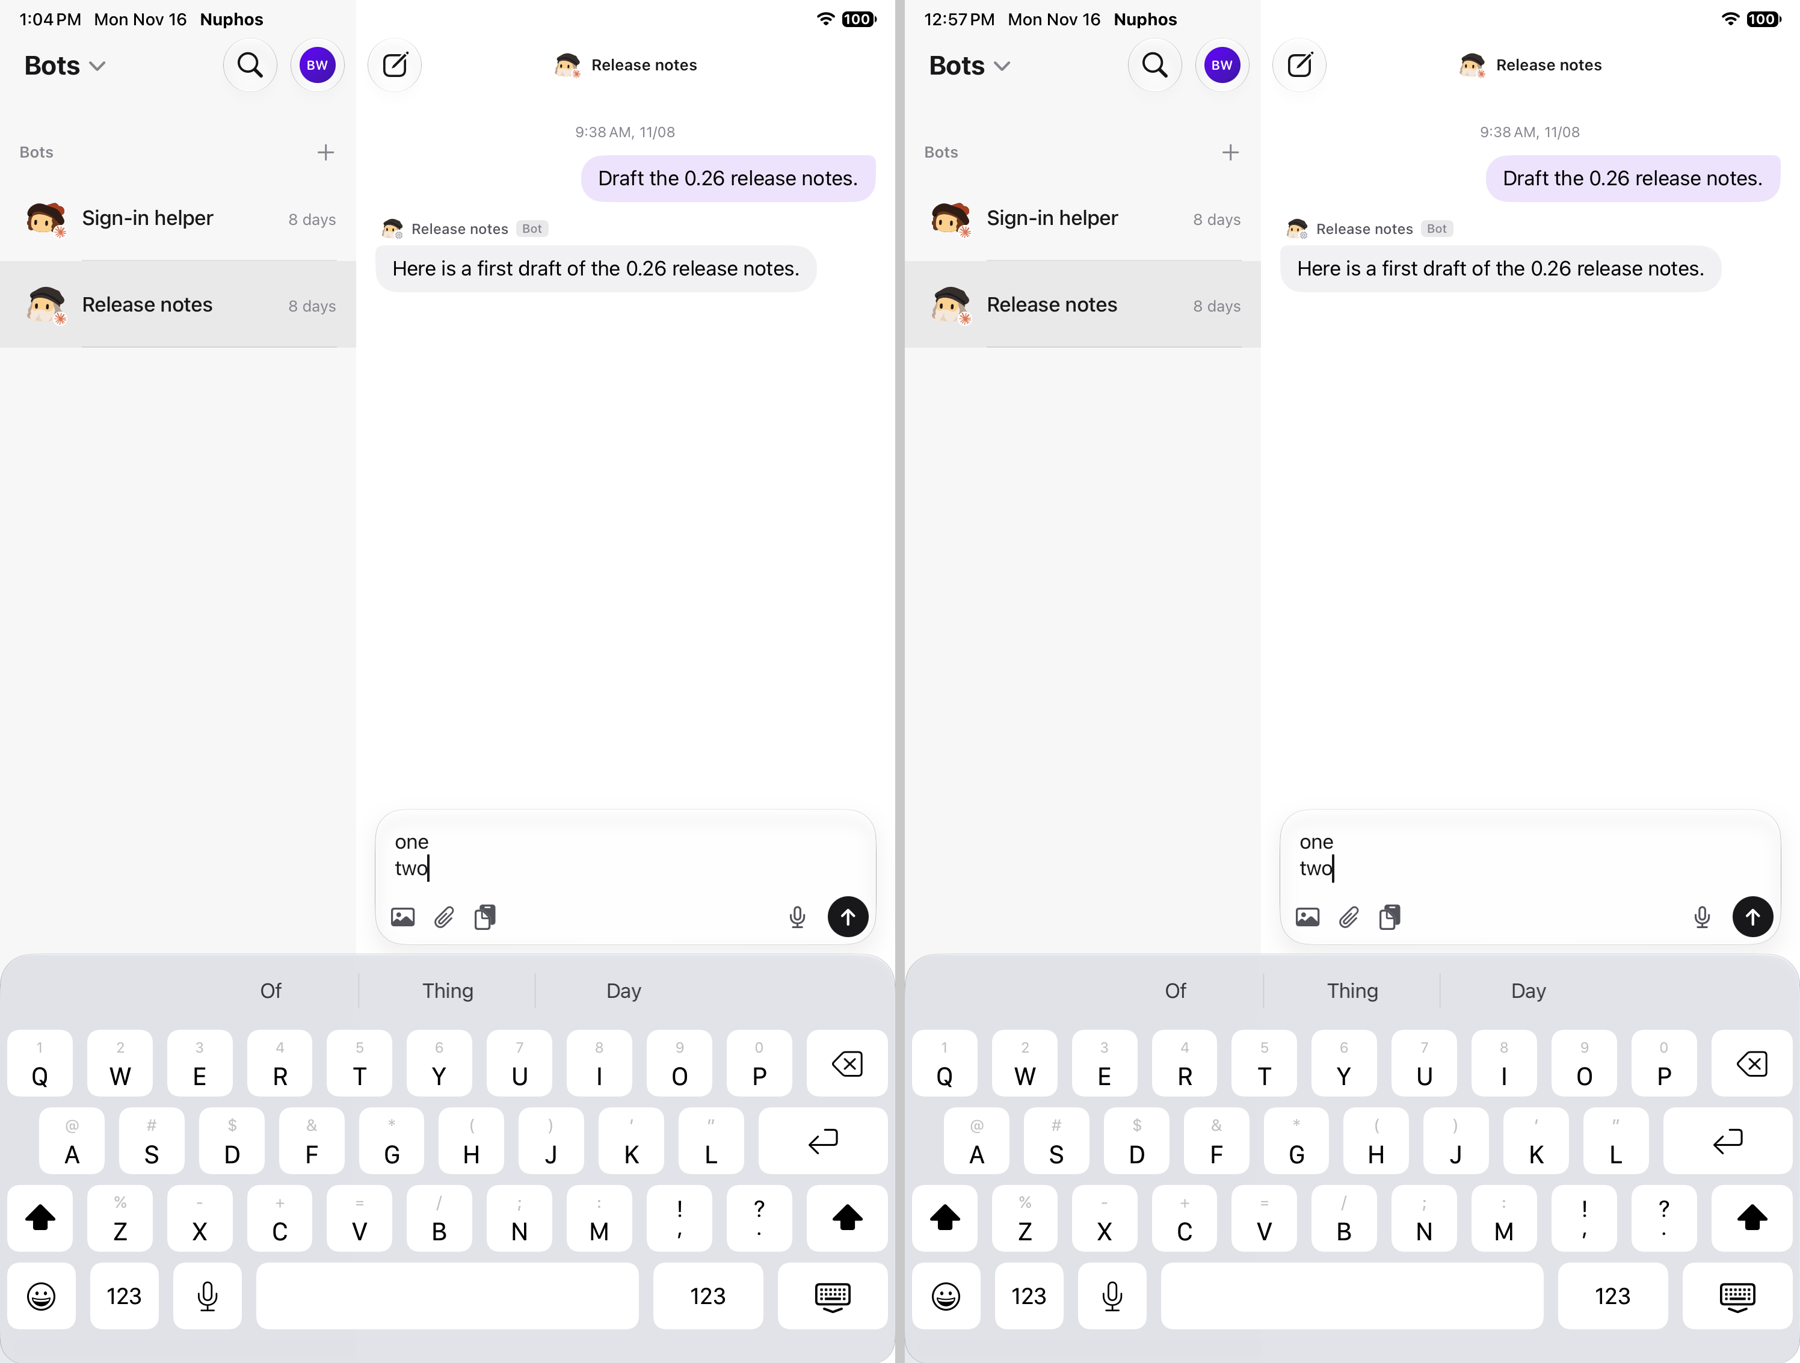 1:04 PM Mon Nov 16 Nuphos 100
Bots
BW
Release notes
9:38 AM, 11/08
Bots
Draft the 0.26 release notes.
Sign-in helper 8 days
Release notes Bot
Here is a first draft of the 0.26 release notes.
Release notes 8 days
one
two
Of Thing Day
1 2 3 4 5 6 7 8 9 0
Q W E R T Y U I O P
@ # $ & * ( ) ' "
A S D F G H J K L
% - + = / ; : ! ?
Z X C V B N M , .
123 123
12:57 PM Mon Nov 16 Nuphos 100
Bots
BW
Release notes
9:38 AM, 11/08
Bots
Draft the 0.26 release notes.
Sign-in helper 8 days
Release notes Bot
Here is a first draft of the 0.26 release notes.
Release notes 8 days
one
two
Of Thing Day
1 2 3 4 5 6 7 8 9 0
Q W E R T Y U I O P
@ # $ & * ( ) ' "
A S D F G H J K L
% - + = / ; : ! ?
Z X C V B N M , .
123 123